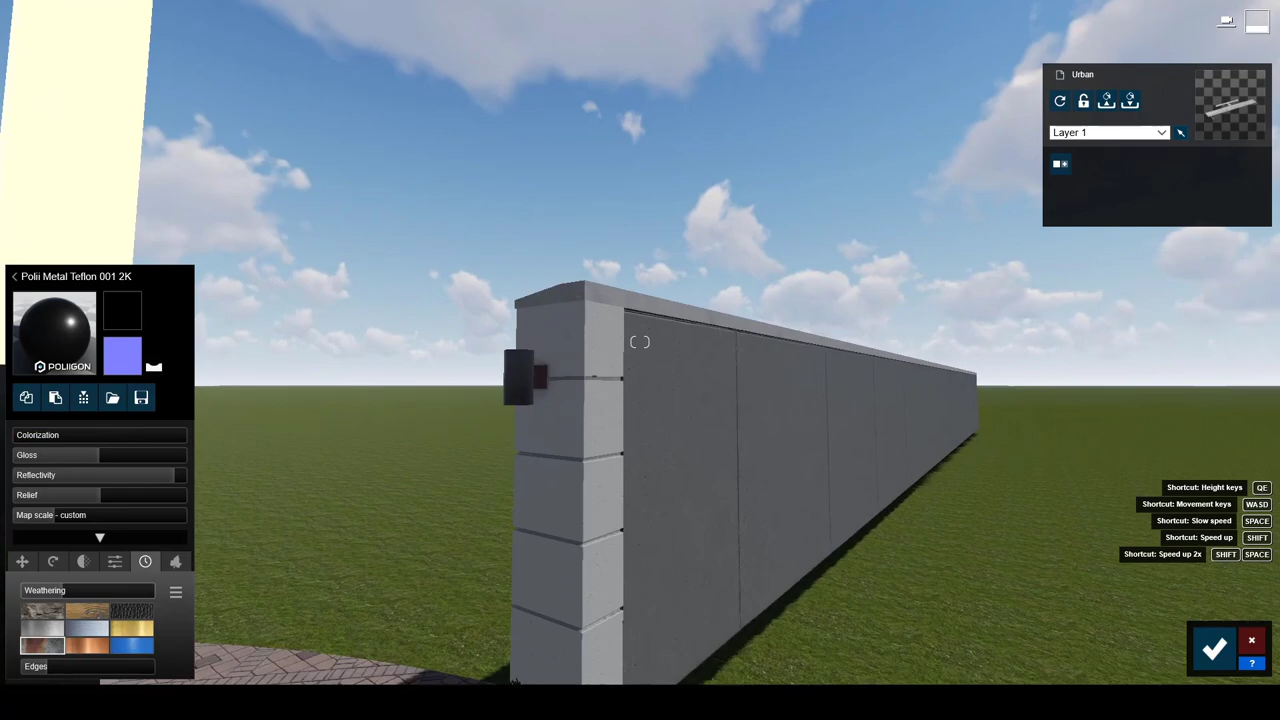 Urban
Layer 1
Polii Metal Teflon 001 2K
POLIIGON
Colorization
Gloss
Reflectivity
Relief
Map scale - custom
Weathering
Edges
Shortcut: Height keys QE
Shortcut: Movement keys WASD
Shortcut: Slow speed SPACE
Shortcut: Speed up SHIFT
Shortcut: Speed up 2x SHIFT SPACE
?